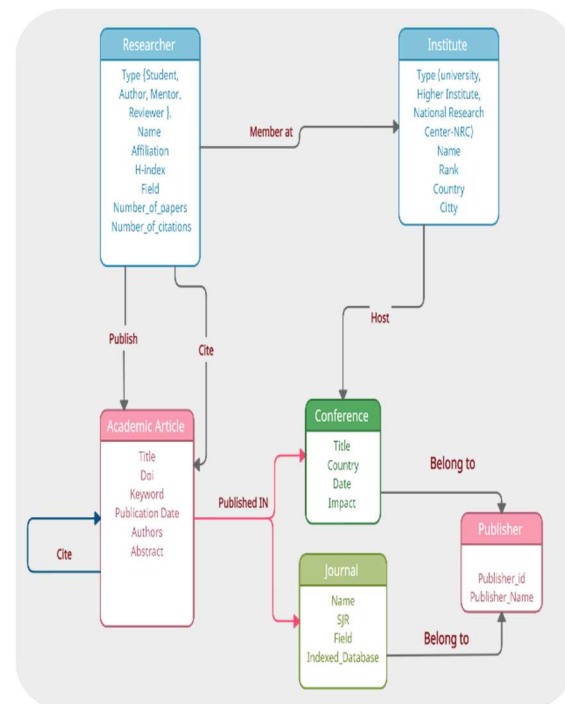 Researcher
Type {Student,
Author, Mentor,
Reviewer }.
Name
Affiliation
H-index
Field
Number_of_papers
Number_of_citations
Member at
Institute
Type (university,
Higher Institute,
National Research
Center-NRC)
Name
Rank
Country
Citty
Publish
Cite
Host
Academic Article
Title
Doi
Keyword
Publication Date
Authors
Abstract
Cite
Published IN
Conference
Title
Country
Date
Impact
Belong to
Publisher
Publisher_id
Publisher_Name
Journal
Name
SJR
Field
Indexed_Database
Belong to